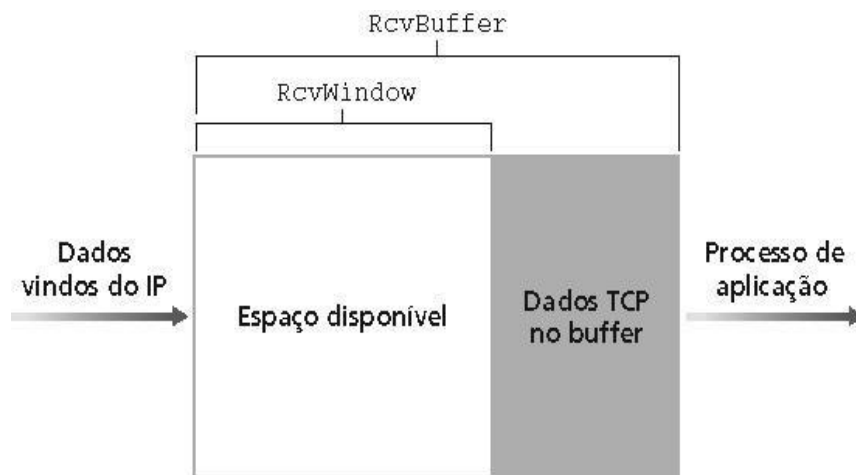 RcvBuffer
RcvWindow
Dados
vindos do IP
Espaço disponível
Dados TCP
no buffer
Processo de
aplicação